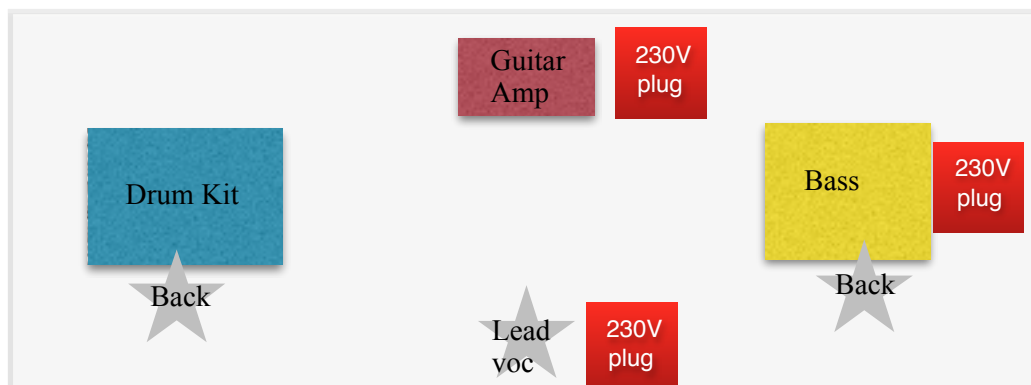 Guitar
Amp
230V
plug
Drum Kit
Bass
230V
plug
Back
Back
Lead
voc
230V
plug